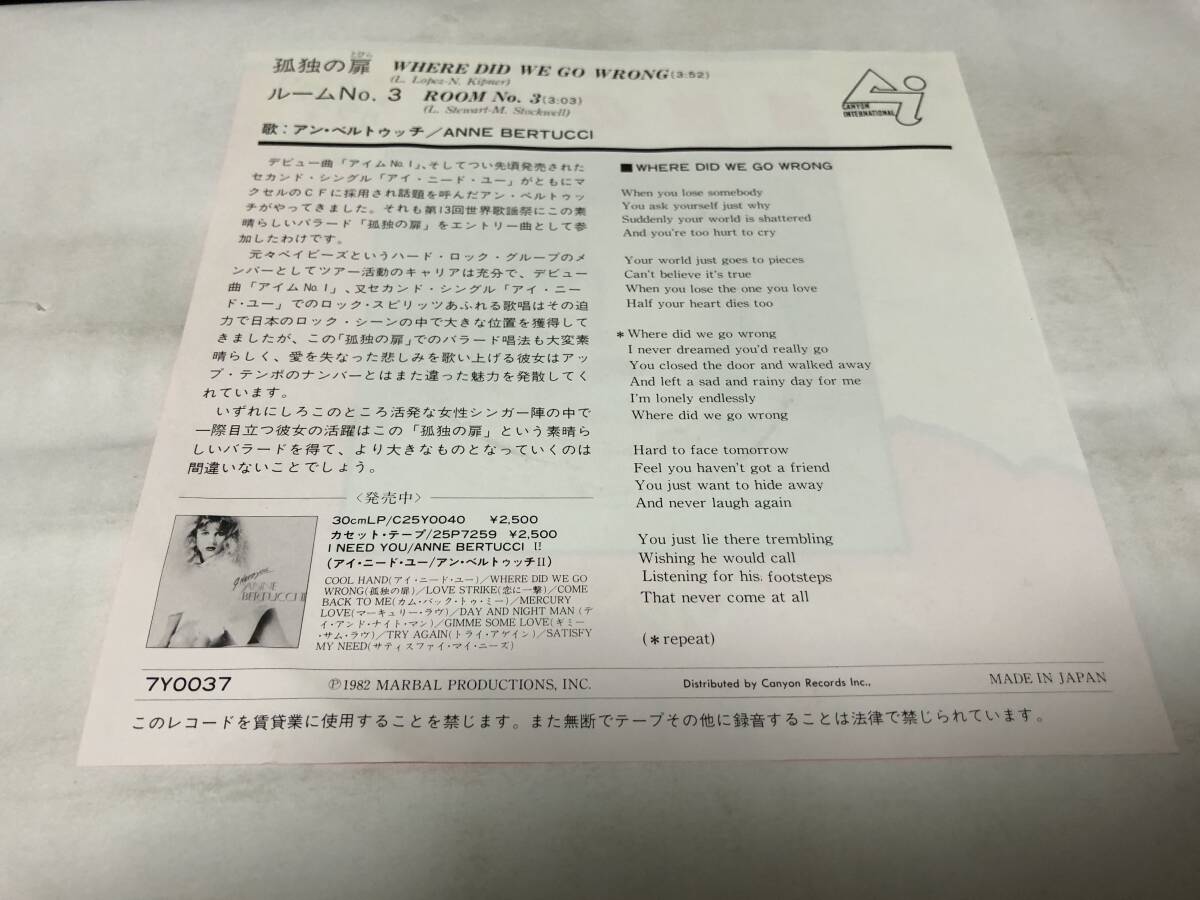 孤独の扉 WHERE DID WE GO WRONG(3:52)
とびら
(L. Lopez-N. Kipner)
ルームNo. 3 ROOM No. 3(3:03)
(L. Stewart-M. Stockwell)
歌：アン・ベルトゥッチ／ANNE BERTUCCI
CANYON
INTERNATIONAL
デビュー曲「アイムNo.1」、そしてつい先頃発売された
セカンド・シングル「アイ・ニード・ユー」がともにマ
クセルのCFに採用され話題を呼んだアン・ベルトゥッ
チがやってきました。それも第13回世界歌謡祭にこの素
晴らしいバラード「孤独の扉」をエントリー曲として参
加したわけです。
元々ベイビーズというハード・ロック・グループのメ
ンバーとしてツアー活動のキャリアは充分で、デビュー
曲「アイムNo.1」、又セカンド・シングル「アイ・ニー
ド・ユー」でのロック・スピリッツあふれる歌唱はその迫
力で日本のロック・シーンの中で大きな位置を獲得して
きましたが、この「孤独の扉」でのバラード唱法も大変素
晴らしく、愛を失なった悲しみを歌い上げる彼女はアッ
プ・テンポのナンバーとはまた違った魅力を発散してく
れています。
いずれにしろこのところ活発な女性シンガー陣の中で
一際目立つ彼女の活躍はこの「孤独の扉」という素晴ら
しいバラードを得て、より大きなものとなっていくのは
間違いないことでしょう。
〈発売中〉
I Need You
ANNE
BERTUCCI II
30cmLP/C25Y0040 ¥2,500
カセット・テープ/25P7259 ¥2,500
I NEED YOU/ANNE BERTUCCI II
(アイ・ニード・ユー/アン・ベルトゥッチII)
COOL HAND(アイ・ニード・ユー)／WHERE DID WE GO
WRONG(孤独の扉)／LOVE STRIKE(恋に一撃)／COME
BACK TO ME(カム・バック・トゥ・ミー)／MERCURY
LOVE(マーキュリー・ラヴ)／DAY AND NIGHT MAN(デ
イ・アンド・ナイト・マン)／GIMME SOME LOVE(ギミー
・サム・ラヴ)／TRY AGAIN(トライ・アゲイン)／SATISFY
MY NEED(サティスファイ・マイ・ニーズ)
■WHERE DID WE GO WRONG
When you lose somebody
You ask yourself just why
Suddenly your world is shattered
And you're too hurt to cry
Your world just goes to pieces
Can't believe it's true
When you lose the one you love
Half your heart dies too
*Where did we go wrong
I never dreamed you'd really go
You closed the door and walked away
And left a sad and rainy day for me
I'm lonely endlessly
Where did we go wrong
Hard to face tomorrow
Feel you haven't got a friend
You just want to hide away
And never laugh again
You just lie there trembling
Wishing he would call
Listening for his footsteps
That never come at all
(*repeat)
7Y0037 Ⓟ1982 MARBAL PRODUCTIONS, INC. Distributed by Canyon Records Inc., MADE IN JAPAN
このレコードを賃貸業に使用することを禁じます。また無断でテープその他に録音することは法律で禁じられています。